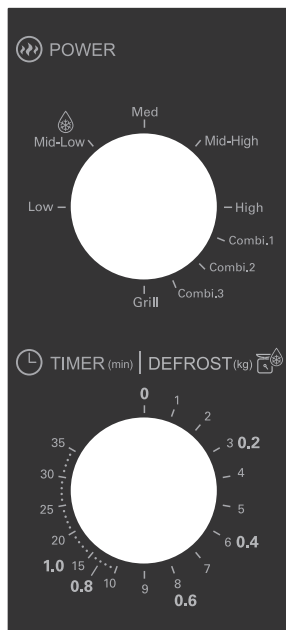 POWER
Med
Mid-Low
Mid-High
Low
High
Combi.1
Combi.2
Combi.3
Grill
TIMER (min) | DEFROST (kg)
0
1
2
3 0.2
4
5
6 0.4
7
8
0.6
9
10
15
0.8
1.0
20
25
30
35